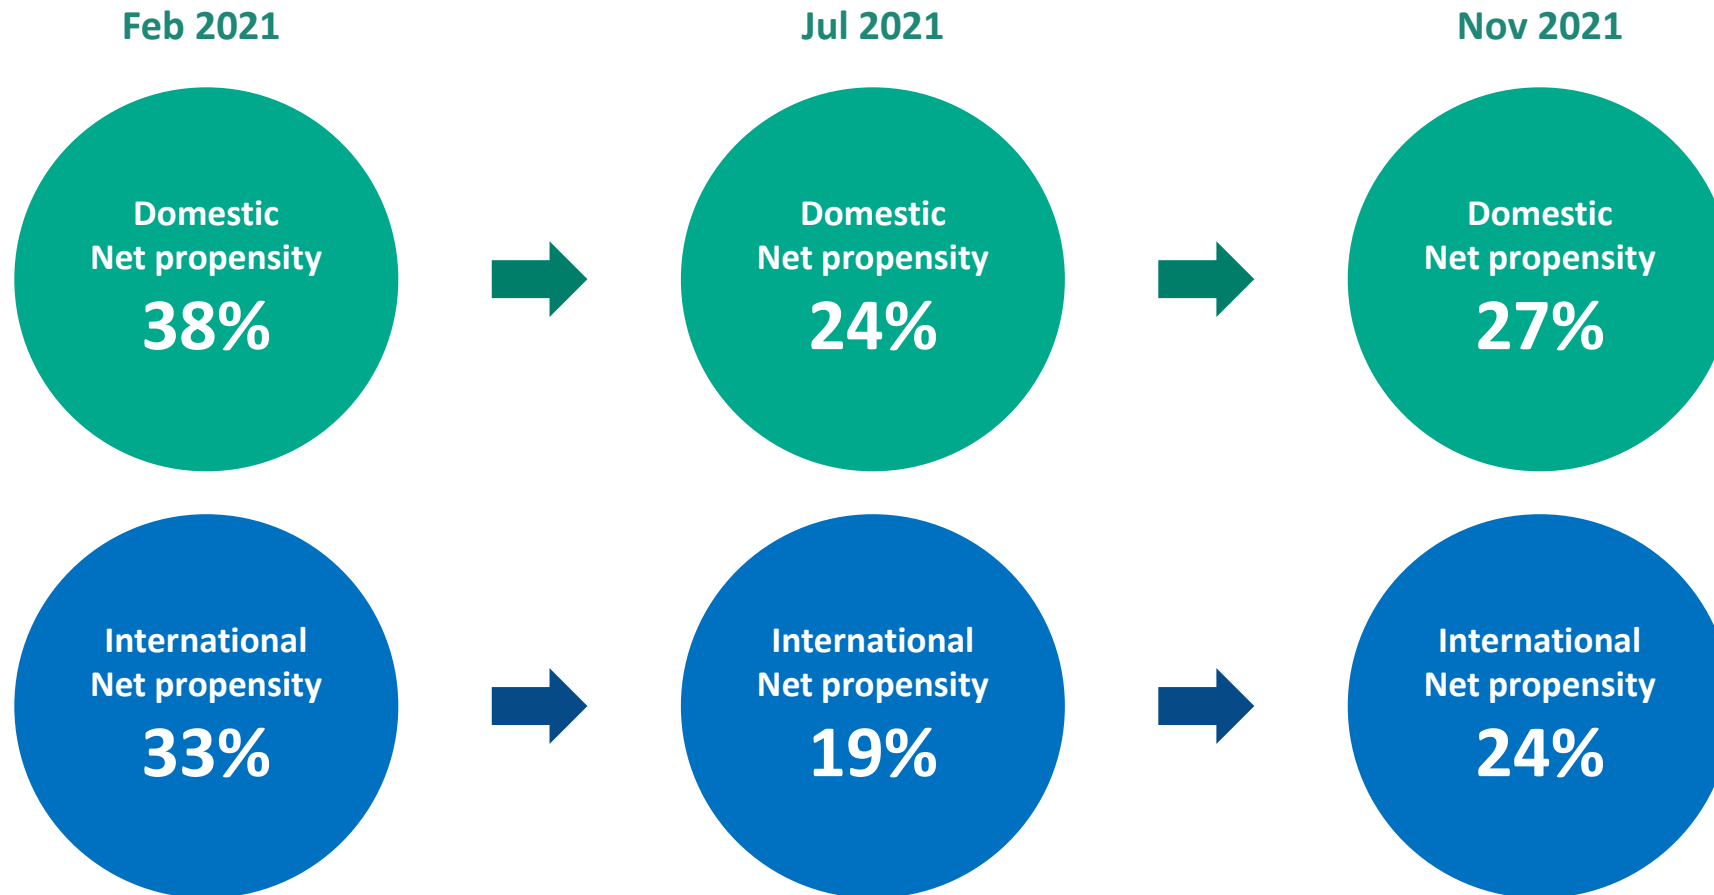 Feb 2021
Jul 2021
Nov 2021
Domestic
Net propensity
38%
Domestic
Net propensity
24%
Domestic
Net propensity
27%
International
Net propensity
33%
International
Net propensity
19%
International
Net propensity
24%